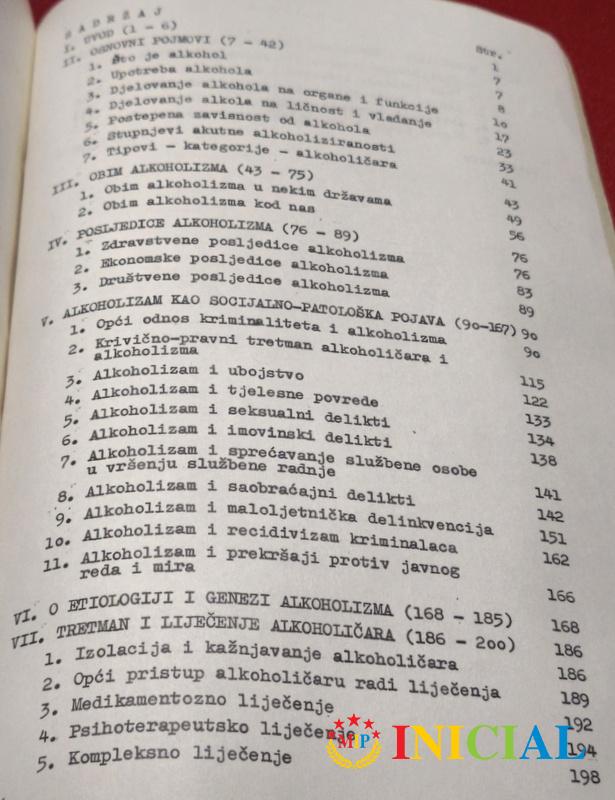 SADRŽAJ
Str.
I. UVOD (1 - 6) 1
II. OSNOVNI POJMOVI (7 - 42) 7
1. Što je alkohol 7
2. Upotreba alkohola 8
3. Djelovanje alkohola na organe i funkcije 1o
4. Djelovanje alkola na ličnost i vladanje 17
5. Postepena zavisnost od alkohola 23
6. Stupnjevi akutne alkoholiziranosti 33
7. Tipovi - kategorije - alkoholičara 41
III. OBIM ALKOHOLIZMA (43 - 75) 43
1. Obim alkoholizma u nekim državama 49
2. Obim alkoholizma kod nas 56
IV. POSLJEDICE ALKOHOLIZMA (76 - 89) 76
1. Zdravstvene posljedice alkoholizma 76
2. Ekonomske posljedice alkoholizma 83
3. Društvene posljedice alkoholizma 89
V. ALKOHOLIZAM KAO SOCIJALNO-PATOLOŠKA POJAVA (9o-167) 9o
1. Opći odnos kriminaliteta i alkoholizma 9o
2. Krivično-pravni tretman alkoholičara i
alkoholizma 115
3. Alkoholizam i ubojstvo 122
4. Alkoholizam i tjelesne povrede 133
5. Alkoholizam i seksualni delikti 134
6. Alkoholizam i imovinski delikti 138
7. Alkoholizam i sprećavanje službene osobe
u vršenju službene radnje 141
8. Alkoholizam i saobraćajni delikti 142
9. Alkoholizam i maloljetnička delinkvencija 151
1o. Alkoholizam i recidivizam kriminalaca 162
11. Alkoholizam i prekršaji protiv javnog
reda i mira 166
VI. O ETIOLOGIJI I GENEZI ALKOHOLIZMA (168 - 185) 168
VII. TRETMAN I LIJEČENJE ALKOHOLIČARA (186 - 2oo) 186
1. Izolacija i kažnjavanje alkoholičara 186
2. Opći pristup alkoholičaru radi liječenja 189
3. Medikamentozno liječenje 192
4. Psihoterapeutsko liječenje 194
5. Kompleksno liječenje 198
MP INICIAL